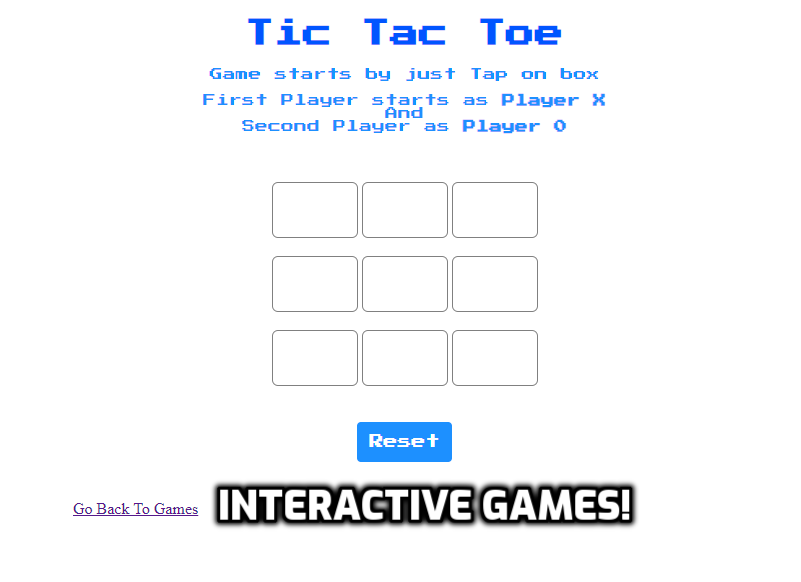 Tic Tac Toe
Game starts by just Tap on box
First Player starts as Player X
And
Second Player as Player O
Reset
Go Back To Games
INTERACTIVE GAMES!